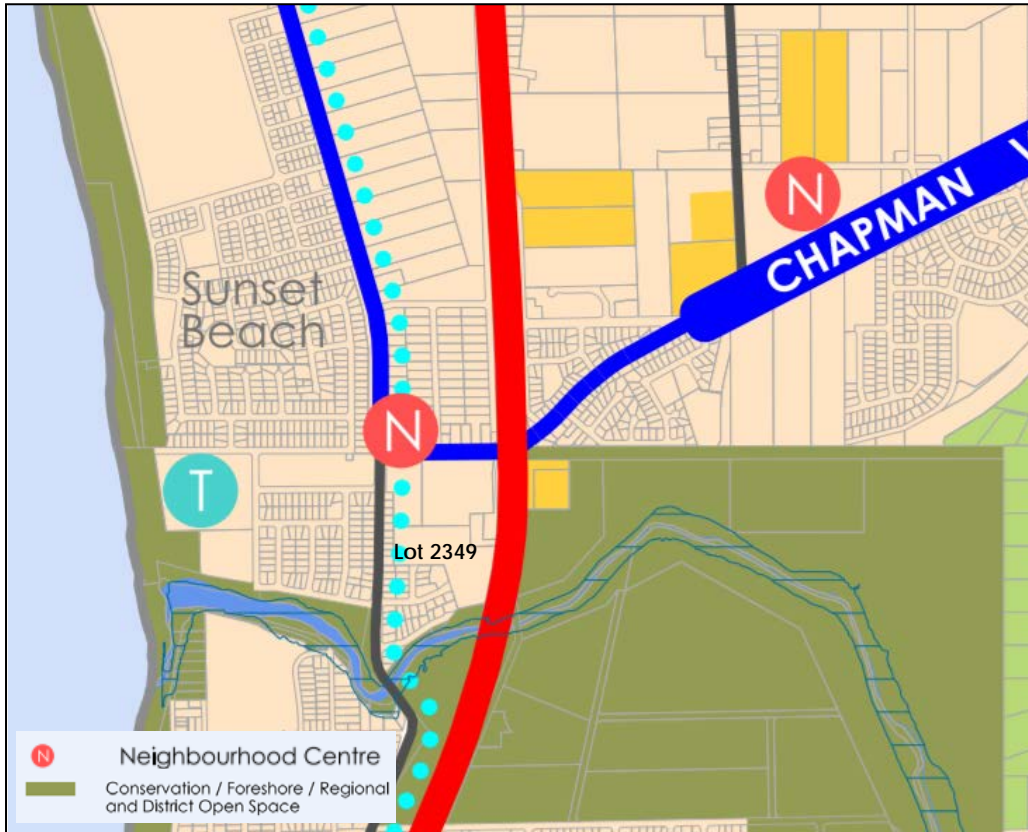 N
CHAPMAN
Sunset
Beach
N
T
Lot 2349
N Neighbourhood Centre
Conservation / Foreshore / Regional
and District Open Space